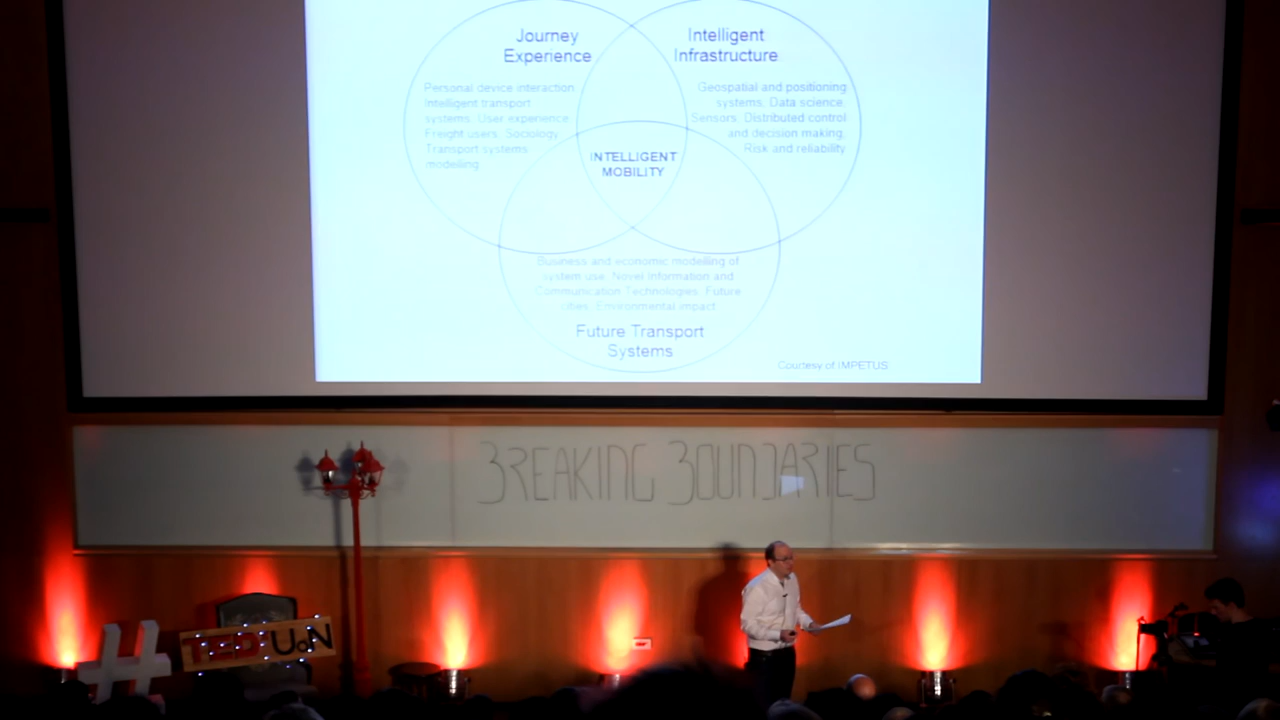 Journey
Experience
Personal device interaction
Intelligent transport
systems. User experience.
Freight users. Sociology.
Transport systems
modelling
Intelligent
Infrastructure
Geospatial and positioning
systems. Data science.
Sensors. Distributed control
and decision making.
Risk and reliability
INTELLIGENT
MOBILITY
Business and economic modelling of
system use. Novel Information and
Communication Technologies. Future
cities. Environmental impact
Future Transport
Systems
Courtesy of IMPETUS
BREAKING BOUNDARIES
# TEDxUoN